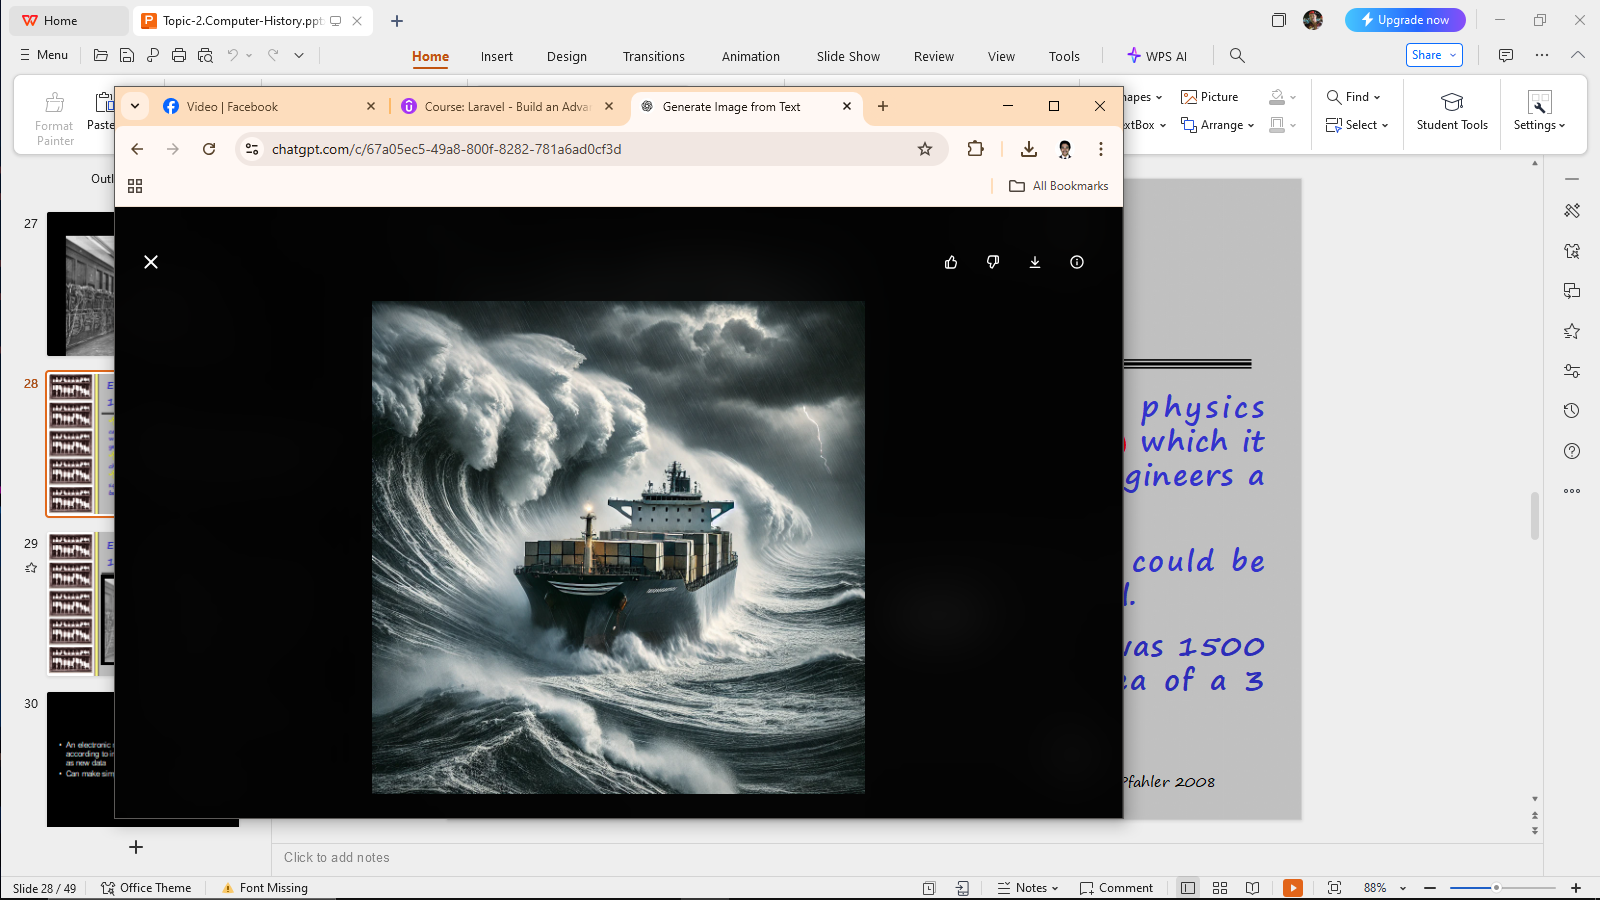 Home
Topic-2.Computer-History.ppt
Upgrade now
Menu
Home
Insert
Design
Transitions
Animation
Slide Show
Review
View
Tools
WPS AI
Share
Format
Painter
Paste
Picture
Find
Arrange
Select
Student Tools
Settings
Video | Facebook
Course: Laravel - Build an Adva
Generate Image from Text
chatgpt.com/c/67a05ec5-49a8-800f-8282-781a6ad0cf3d
All Bookmarks
27
28
29
30
An electronic
according to in
as new data
Can make sim
physics
which it
gineers a
could be
was 1500
ea of a 3
Pfahler 2008
Click to add notes
Slide 28 / 49
Office Theme
Font Missing
Notes
Comment
88%